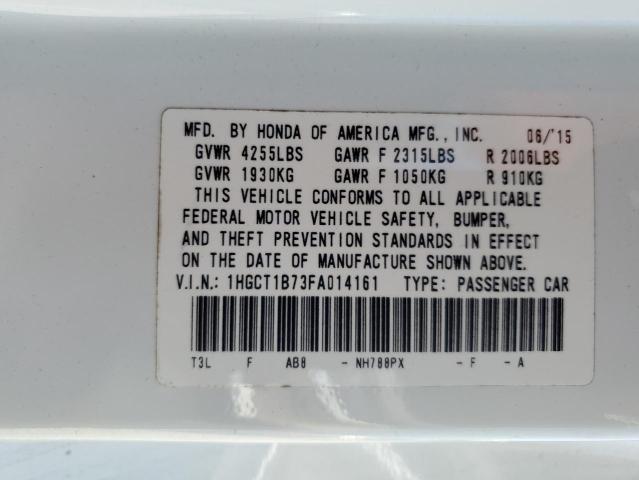 MFD. BY HONDA OF AMERICA MFG., INC. 06/'15
GVWR 4255LBS GAWR F 2315LBS R 2006LBS
GVWR 1930KG GAWR F 1050KG R 910KG
THIS VEHICLE CONFORMS TO ALL APPLICABLE
FEDERAL MOTOR VEHICLE SAFETY, BUMPER,
AND THEFT PREVENTION STANDARDS IN EFFECT
ON THE DATE OF MANUFACTURE SHOWN ABOVE.
V.I.N.: 1HGCT1B73FA014161 TYPE: PASSENGER CAR
T3L F AB8 - NH788PX - F - A